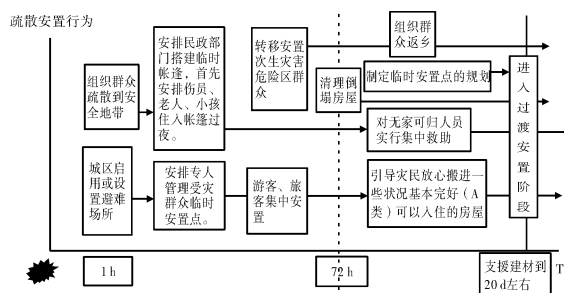 疏散安置行为
组织群众
疏散到安
全地带
安排民政部
门搭建临时
帐逢，首先
安排伤员、
老人、小孩
住入帐篷过
夜。
转移安置
次生灾害
危险区群
众
组织群
众返乡
清理倒
塌房屋
制定临时安置点的规划
对无家可归人员
实行集中救助
进入过渡安置阶段
城区启
用或设
置避难
场所
安排专人
管理受灾
群众临时
安置点。
游客、旅
客集中安
置
引导灾民放心搬进一
些状况基本完好（A
类）可以入住的房屋
1 h
72 h
支援建材到
20 d左右
T